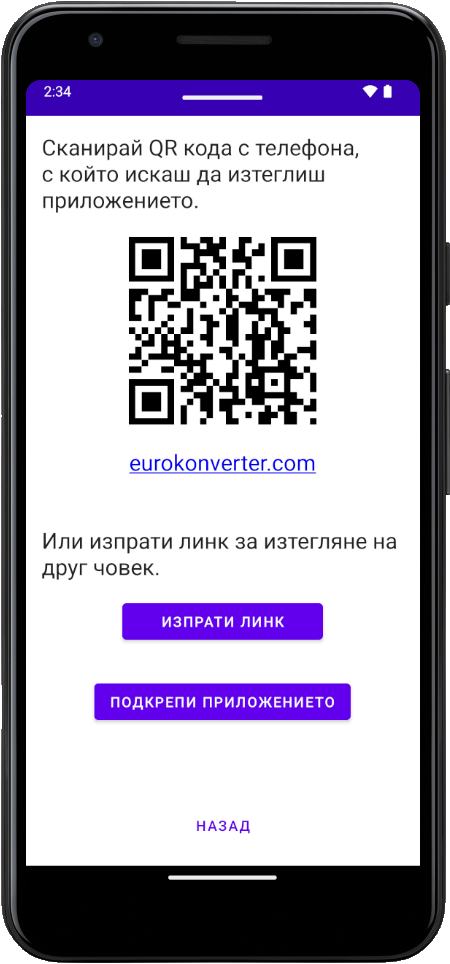 2:34
Сканирай QR кода с телефона,
с който искаш да изтеглиш
приложението.
eurokonverter.com
Или изпрати линк за изтегляне на
друг човек.
ИЗПРАТИ ЛИНК
ПОДКРЕПИ ПРИЛОЖЕНИЕТО
НАЗАД